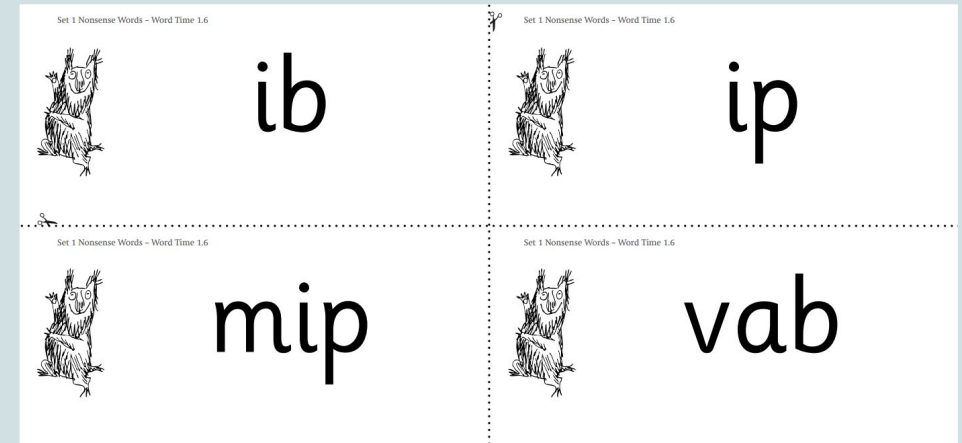 Set 1 Nonsense Words – Word Time 1.6
ib
Set 1 Nonsense Words – Word Time 1.6
ip
Set 1 Nonsense Words – Word Time 1.6
mip
Set 1 Nonsense Words – Word Time 1.6
vab